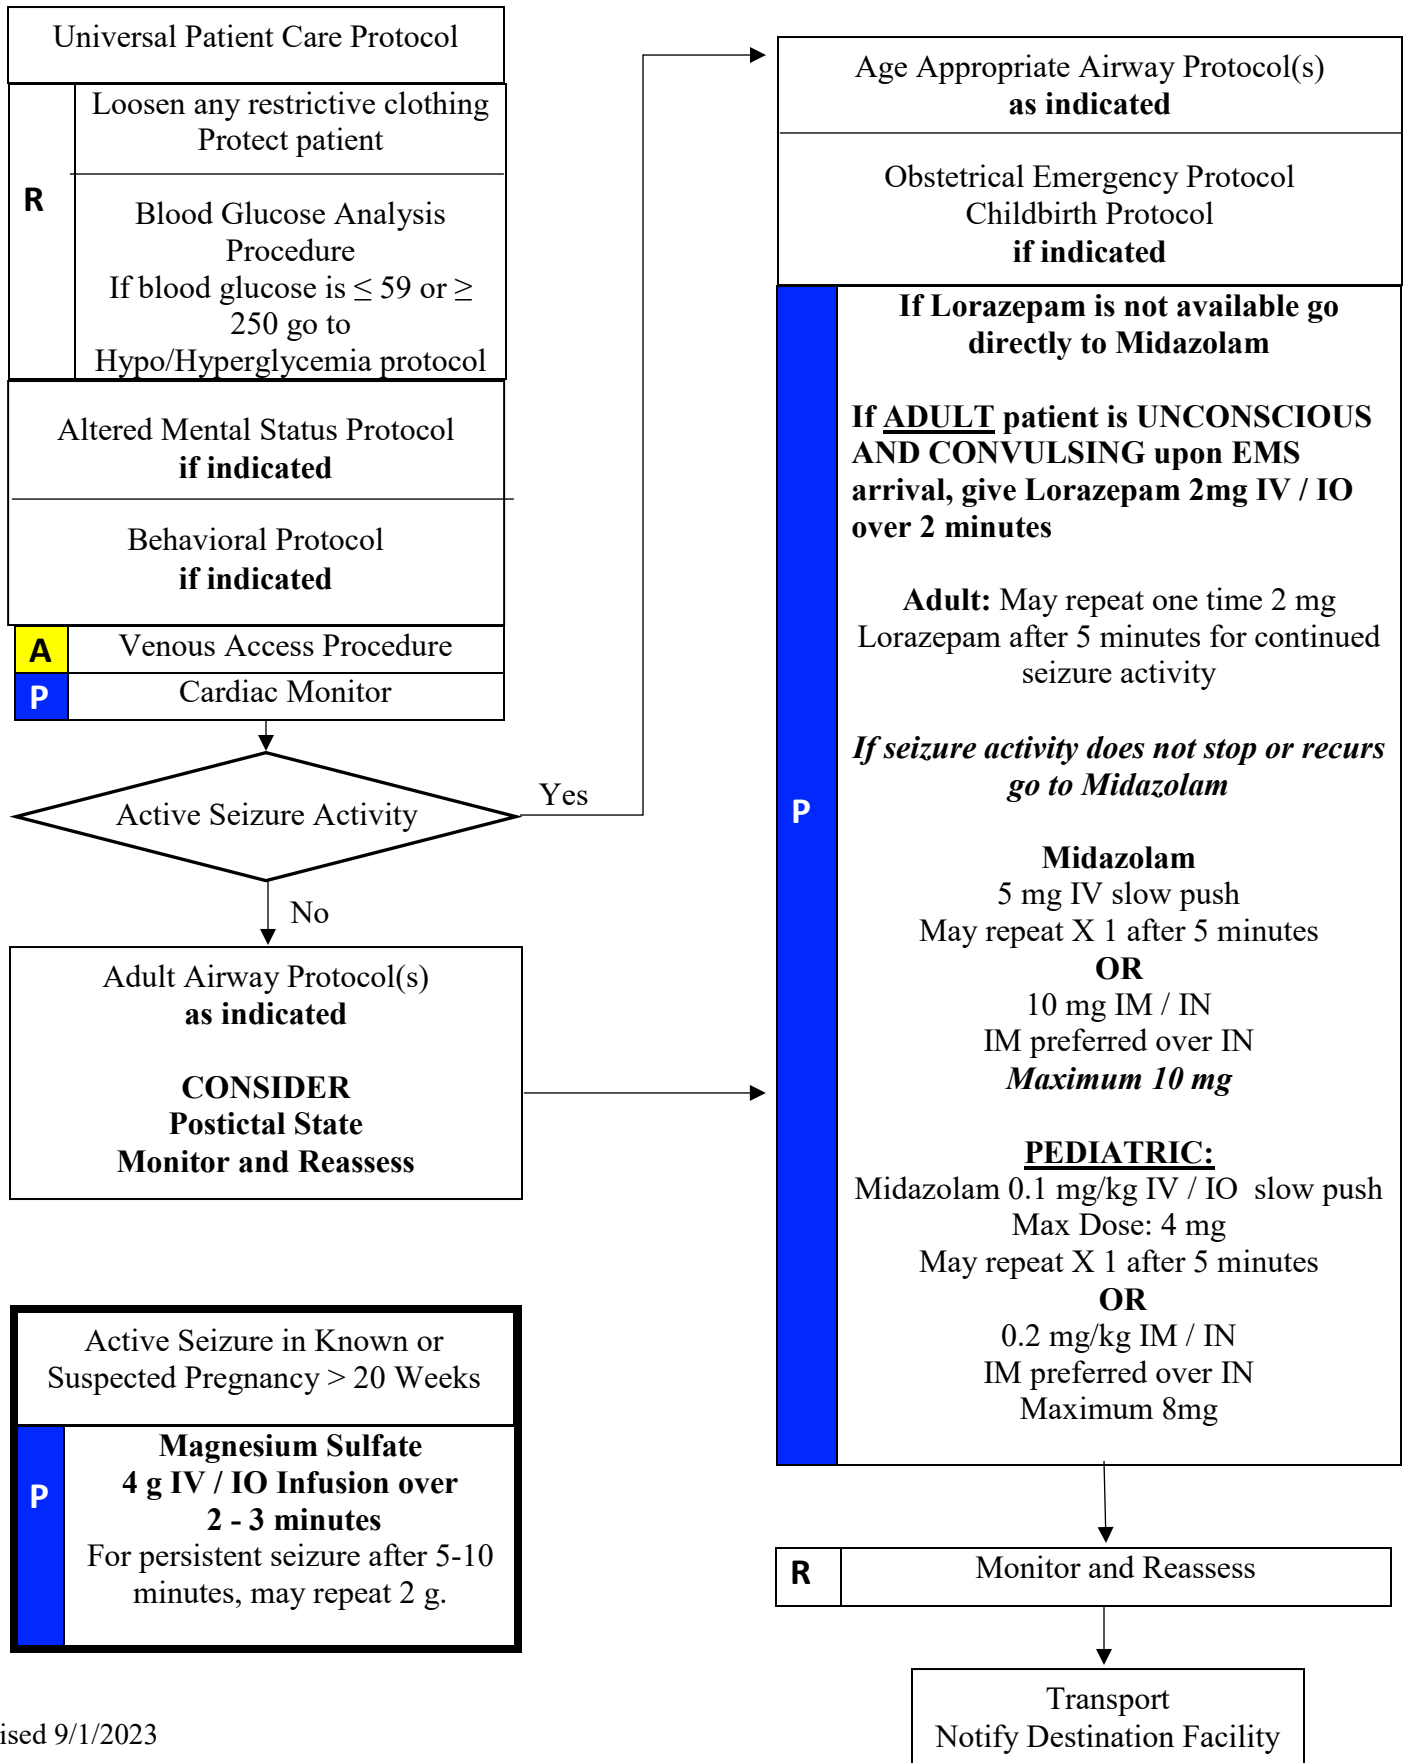 Universal Patient Care Protocol
R
Loosen any restrictive clothing
Protect patient
Blood Glucose Analysis
Procedure
If blood glucose is ≤ 59 or ≥
250 go to
Hypo/Hyperglycemia protocol
Altered Mental Status Protocol
if indicated
Behavioral Protocol
if indicated
A
Venous Access Procedure
P
Cardiac Monitor
Active Seizure Activity
Yes
No
Adult Airway Protocol(s)
as indicated
CONSIDER
Postictal State
Monitor and Reassess
Active Seizure in Known or
Suspected Pregnancy > 20 Weeks
P
Magnesium Sulfate
4 g IV / IO Infusion over
2 - 3 minutes
For persistent seizure after 5-10
minutes, may repeat 2 g.
ised 9/1/2023
Age Appropriate Airway Protocol(s)
as indicated
Obstetrical Emergency Protocol
Childbirth Protocol
if indicated
P
If Lorazepam is not available go
directly to Midazolam
If ADULT patient is UNCONSCIOUS
AND CONVULSING upon EMS
arrival, give Lorazepam 2mg IV / IO
over 2 minutes
Adult: May repeat one time 2 mg
Lorazepam after 5 minutes for continued
seizure activity
If seizure activity does not stop or recurs
go to Midazolam
Midazolam
5 mg IV slow push
May repeat X 1 after 5 minutes
OR
10 mg IM / IN
IM preferred over IN
Maximum 10 mg
PEDIATRIC:
Midazolam 0.1 mg/kg IV / IO slow push
Max Dose: 4 mg
May repeat X 1 after 5 minutes
OR
0.2 mg/kg IM / IN
IM preferred over IN
Maximum 8mg
R
Monitor and Reassess
Transport
Notify Destination Facility